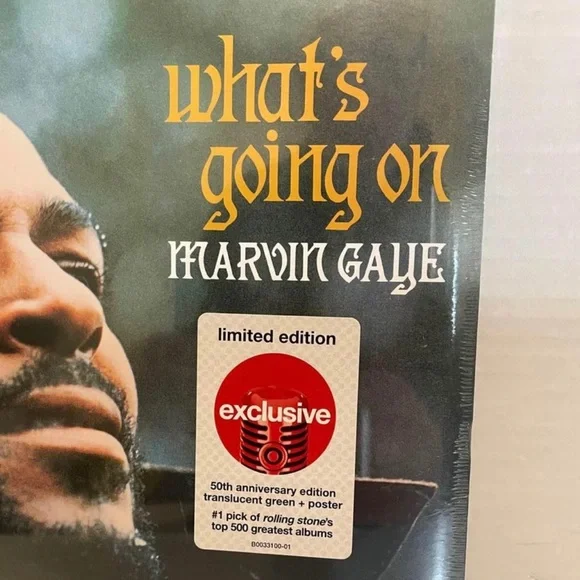 what's
going on
MARVIN GAYE
limited edition
exclusive
50th anniversary edition
translucent green + poster
#1 pick of rolling stone's
top 500 greatest albums
B0033100-01